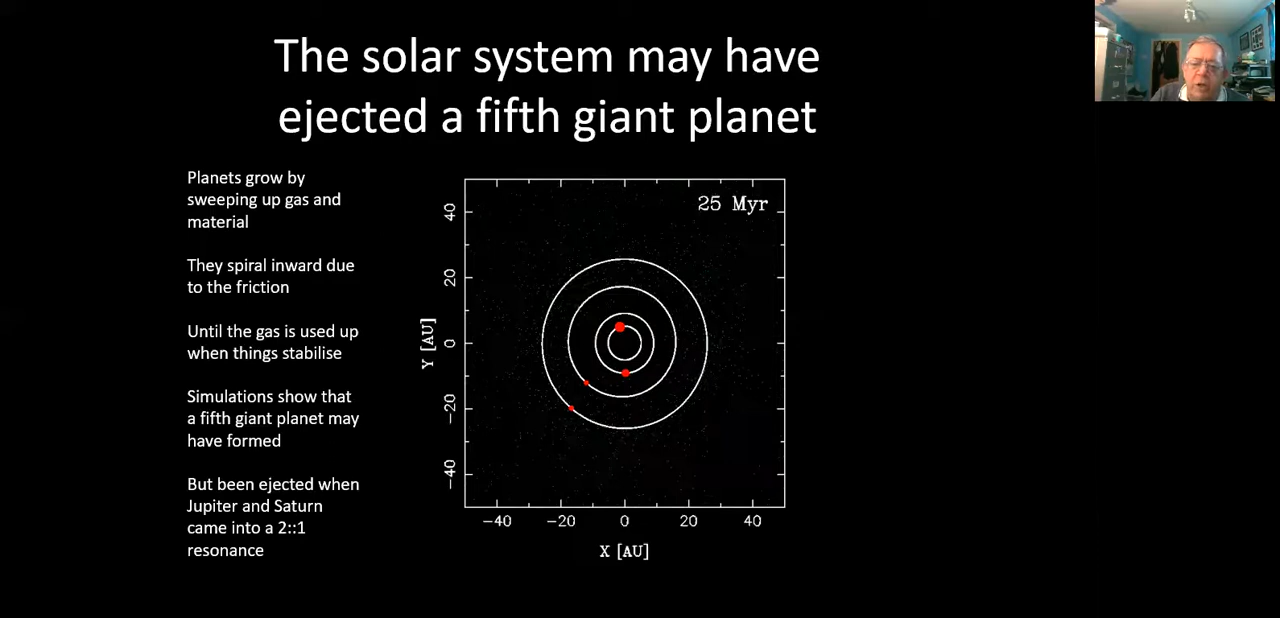 The solar system may have
ejected a fifth giant planet
Planets grow by
sweeping up gas and
material
They spiral inward due
to the friction
Until the gas is used up
when things stabilise
Simulations show that
a fifth giant planet may
have formed
But been ejected when
Jupiter and Saturn
came into a 2::1
resonance
25 Myr
40
20
0
−20
−40
Y [AU]
−40 −20 0 20 40
X [AU]